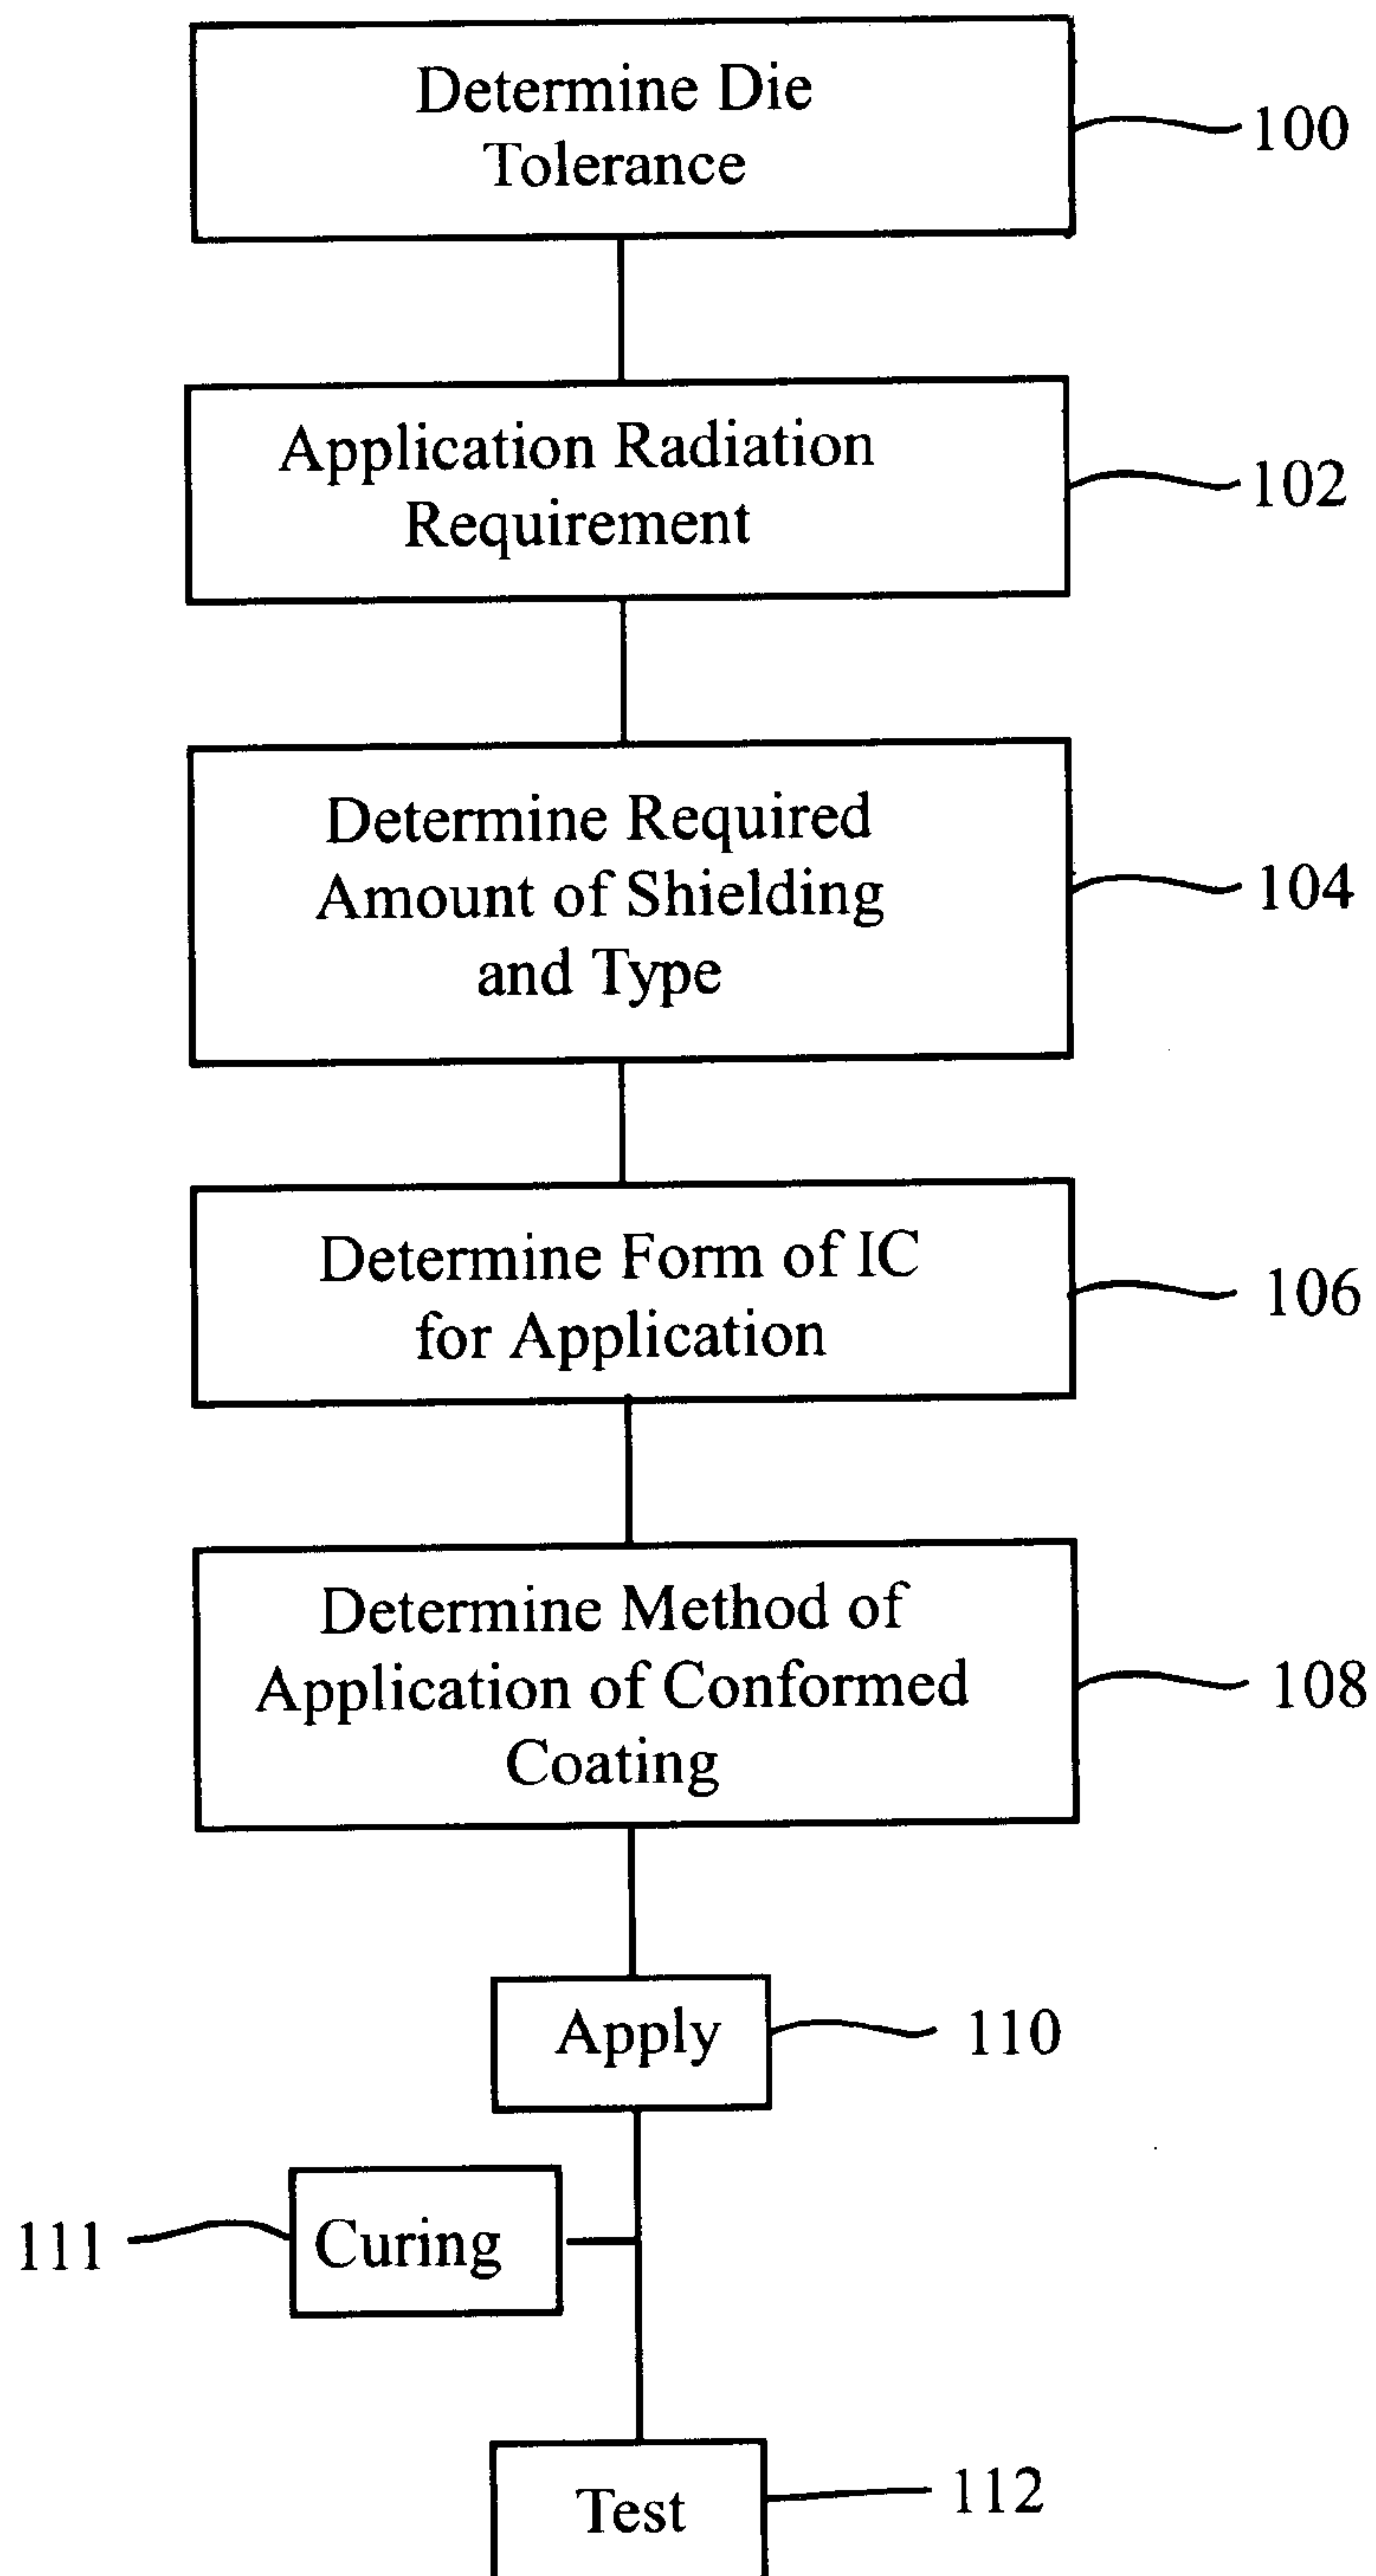 Determine Die
Tolerance
100
Application Radiation
Requirement
102
Determine Required
Amount of Shielding
and Type
104
Determine Form of IC
for Application
106
Determine Method of
Application of Conformed
Coating
108
Apply
110
111
Curing
Test
112